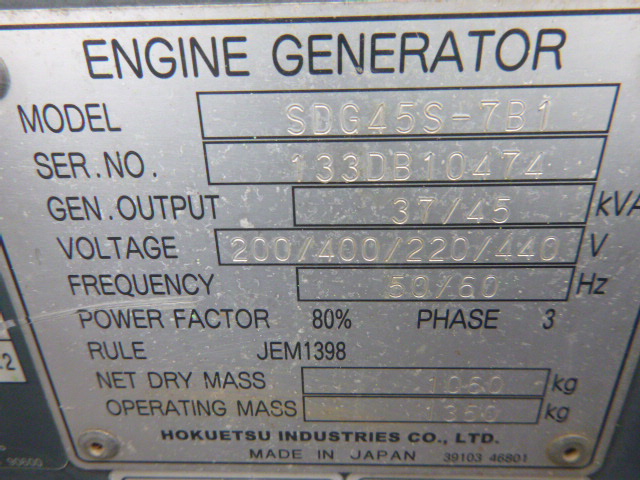 ENGINE GENERATOR
MODEL SDG45S-7B1
SER.NO. 133DB10474
GEN.OUTPUT 37/45 kVA
VOLTAGE 200/400/220/440 V
FREQUENCY 50/60 Hz
POWER FACTOR 80% PHASE 3
RULE JEM1398
NET DRY MASS 1060 kg
OPERATING MASS 1350 kg
HOKUETSU INDUSTRIES CO., LTD.
MADE IN JAPAN 39103 46801
90600